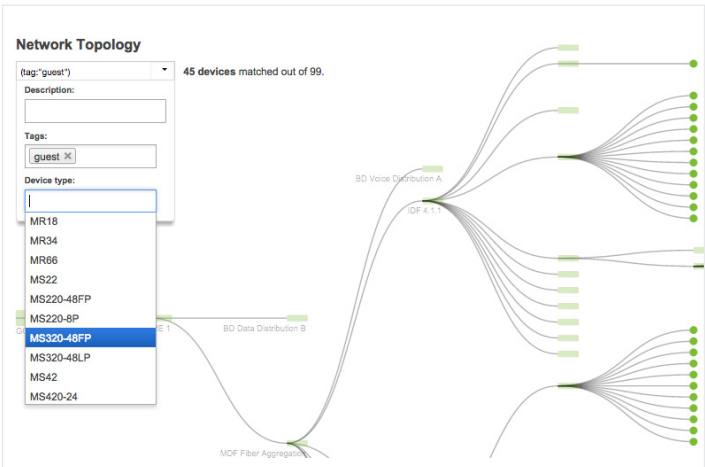 Network Topology
(tag:"guest")
45 devices matched out of 99.
Description:
Tags:
guest ×
Device type:
MR18
MR34
MR66
MS22
MS220-48FP
MS220-8P
MS320-48FP
MS320-48LP
MS42
MS420-24
BD Voice Distribution A
IDF 4.1.1
BD Data Distribution B
MDF Fiber Aggregation